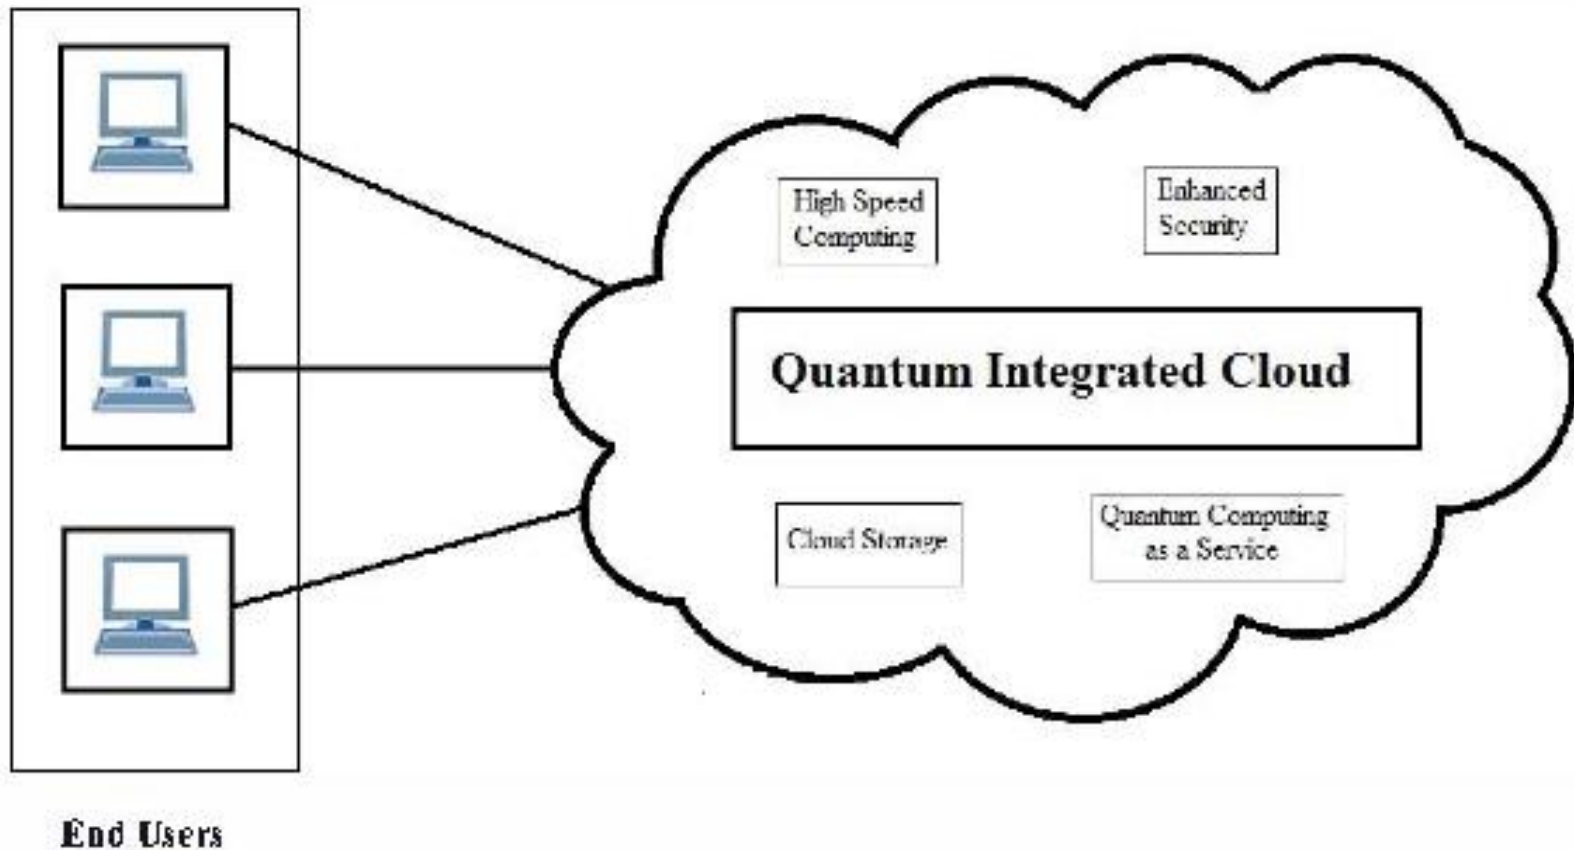 High Speed
Computing
Enhanced
Security
Quantum Integrated Cloud
Cloud Storage
Quantum Computing
as a Service
End Users